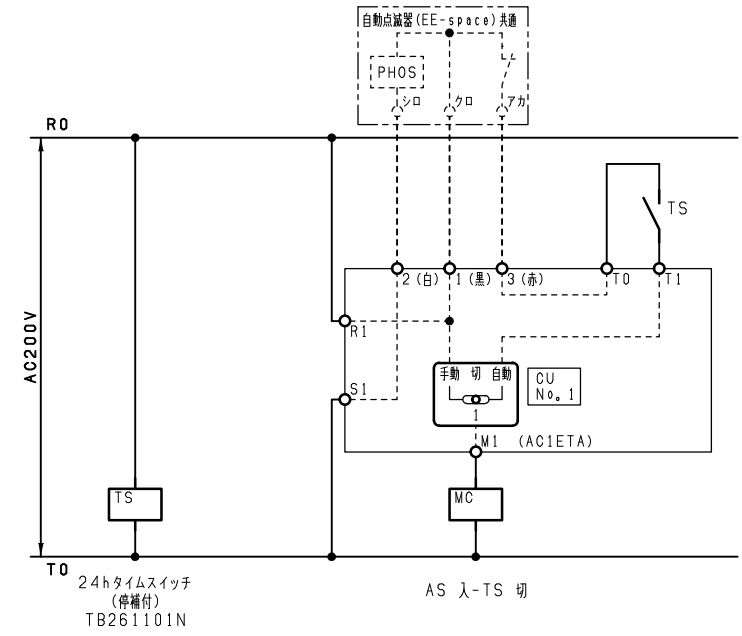 自動点滅器(EE-space)共通
PHOS
シロ
クロ
アカ
R0
TS
2(白)
1(黒)
3(赤)
T0
T1
R1
AC200V
手動 切 自動
CU
No. 1
S1
1
M1 (AC1ETA)
TS
MC
T0
24hタイムスイッチ
(停補付)
TB261101N
AS 入-TS 切